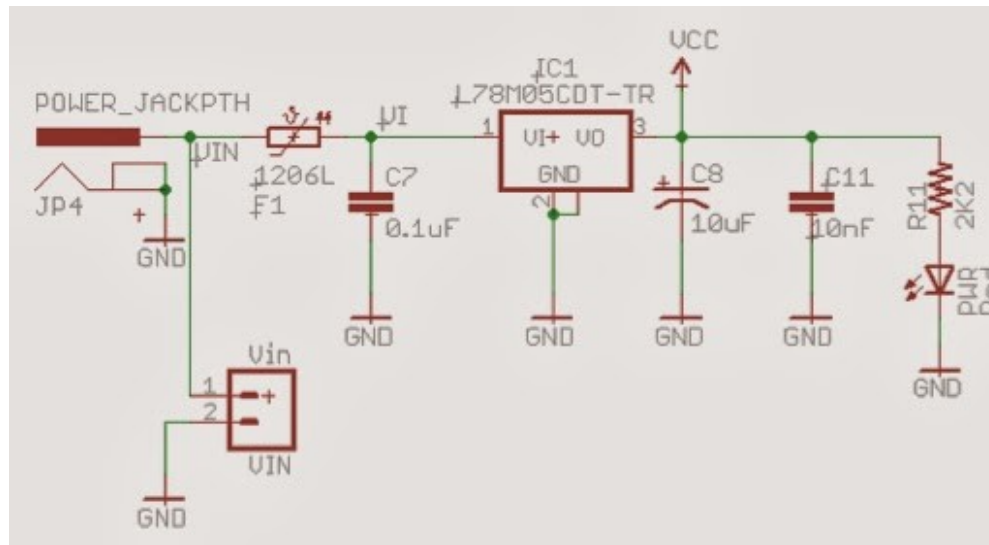 VCC
IC1
L78M05CDT-TR
POWER_JACKPTH
VI
1
VI+ VO
3
VIN
GND
1206L
F1
C7
0.1uF
2
C8
10uF
C11
10nF
R11
2K2
JP4
+
GND
GND
GND
GND
GND
PWR
Red
GND
Vin
1
+
2
VIN
GND